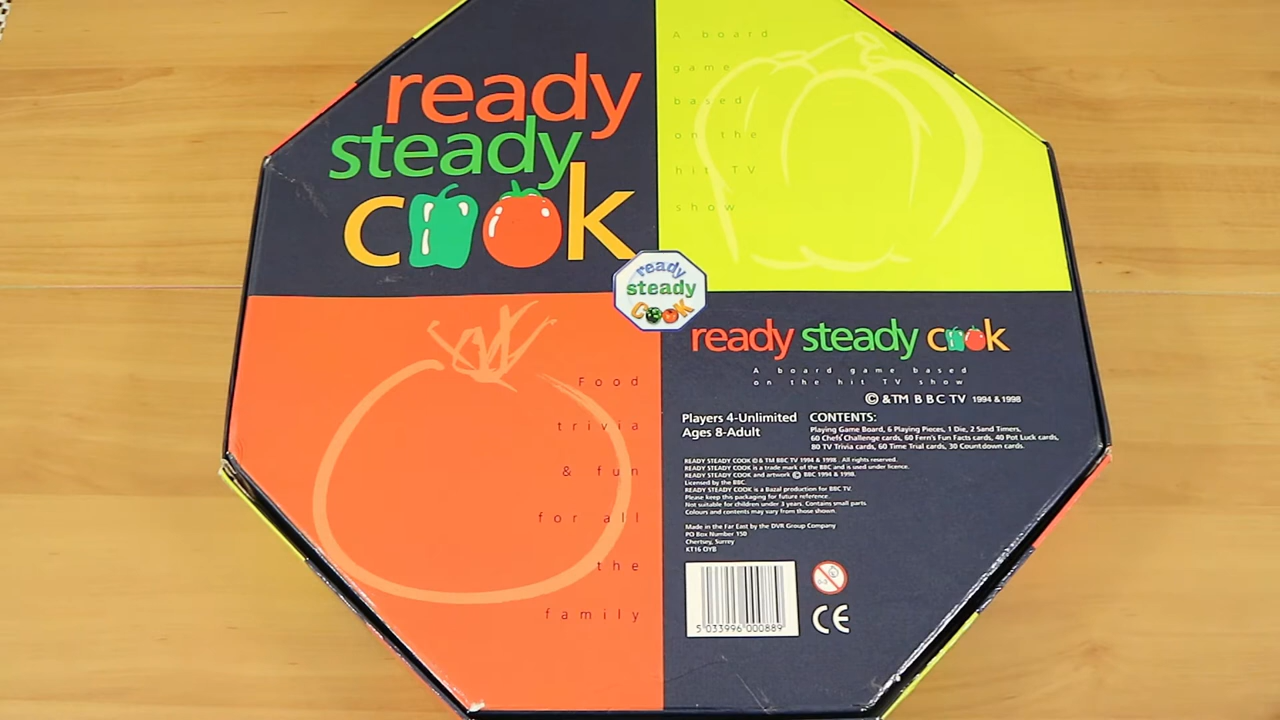 ready
steady
cook
A board
game
based
on the
hit TV
show
ready
steady
cook
Food
trivia
& fun
for all
the
family
ready steady cook
A board game based
on the hit TV show
© &TM BBC TV 1994 & 1998
Players 4-Unlimited
Ages 8-Adult
CONTENTS:
Playing Game Board, 6 Playing Pieces, 1 Die, 2 Sand Timers,
60 Chefs' Challenge cards, 60 Fern's Fun Facts cards, 40 Pot Luck cards,
80 TV Trivia cards, 60 Time Trial cards, 30 Countdown cards.
READY STEADY COOK © & TM BBC TV 1994 & 1998 . All rights reserved.
READY STEADY COOK is a trade mark of the BBC and is used under licence.
READY STEADY COOK and artwork © BBC 1994 & 1998.
Licensed by the BBC.
READY STEADY COOK is a Bazal production for BBC TV.
Please keep this packaging for future reference.
Not suitable for children under 3 years. Contains small parts.
Colours and contents may vary from those shown.
Made in the Far East by the DVR Group Company
PO Box Number 150
Chertsey, Surrey
KT16 OYB
5 033996 000889
0-3
CE